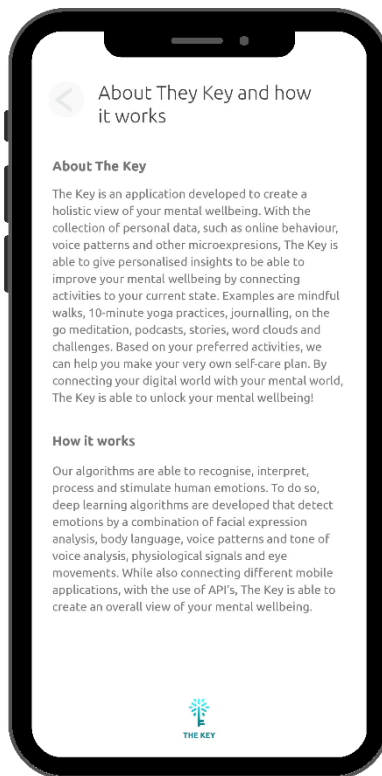 About They Key and how
it works
About The Key
The Key is an application developed to create a
holistic view of your mental wellbeing. With the
collection of personal data, such as online behaviour,
voice patterns and other microexpresions, The Key is
able to give personalised insights to be able to
improve your mental wellbeing by connecting
activities to your current state. Examples are mindful
walks, 10-minute yoga practices, journalling, on the
go meditation, podcasts, stories, word clouds and
challenges. Based on your preferred activities, we
can help you make your very own self-care plan. By
connecting your digital world with your mental world,
The Key is able to unlock your mental wellbeing!
How it works
Our algorithms are able to recognise, interpret,
process and stimulate human emotions. To do so,
deep learning algorithms are developed that detect
emotions by a combination of facial expression
analysis, body language, voice patterns and tone of
voice analysis, physiological signals and eye
movements. While also connecting different mobile
applications, with the use of API's, The Key is able to
create an overall view of your mental wellbeing.
THE KEY